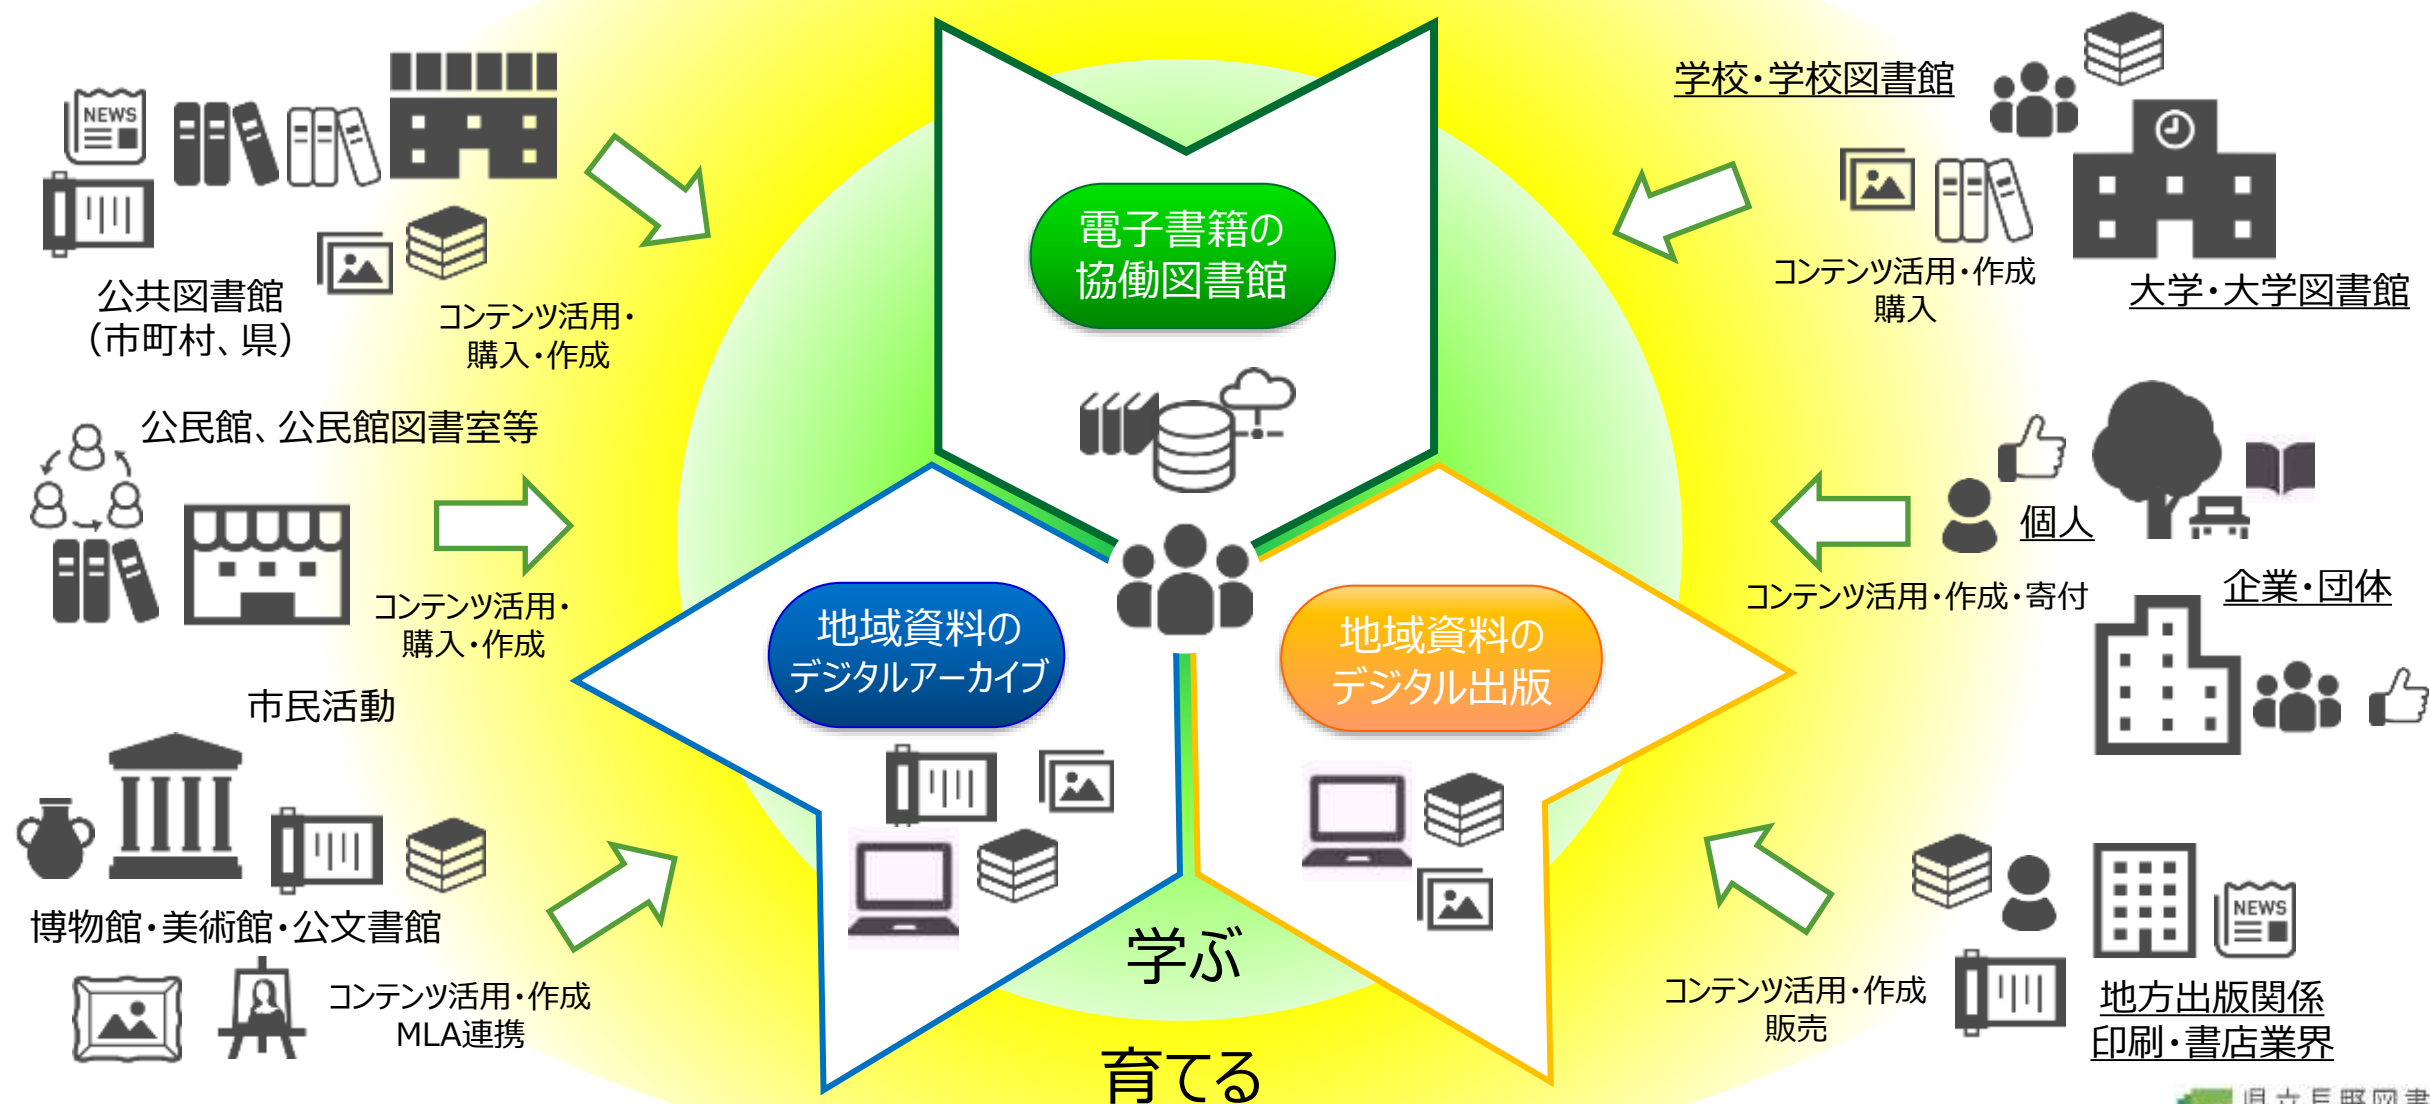 NEWS
公共図書館
（市町村、県）
コンテンツ活用・
購入・作成
公民館、公民館図書室等
コンテンツ活用・
購入・作成
市民活動
博物館・美術館・公文書館
コンテンツ活用・作成
MLA連携
電子書籍の
協働図書館
地域資料の
デジタルアーカイブ
地域資料の
デジタル出版
学ぶ
育てる
学校・学校図書館
コンテンツ活用・作成
購入
大学・大学図書館
個人
コンテンツ活用・作成・寄付
企業・団体
NEWS
コンテンツ活用・作成
販売
地方出版関係
印刷・書店業界
県立長野図書